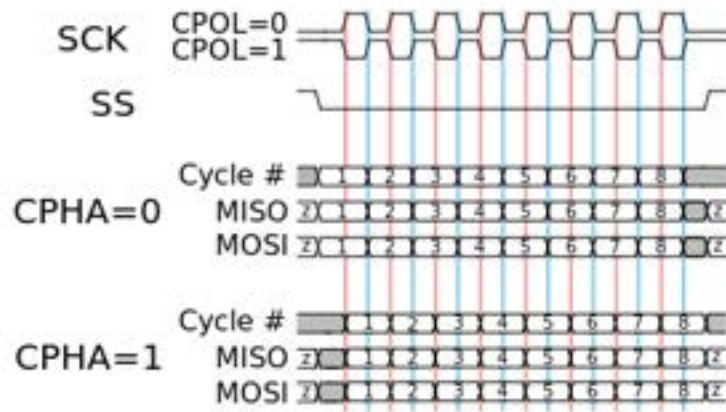 CPOL=0
SCK
CPOL=1
SS
Cycle # 1 2 3 4 5 6 7 8
CPHA=0
MISO z 1 2 3 4 5 6 7 8 z
MOSI z 1 2 3 4 5 6 7 8 z
Cycle # 1 2 3 4 5 6 7 8
CPHA=1
MISO z 1 2 3 4 5 6 7 8 z
MOSI z 1 2 3 4 5 6 7 8 z